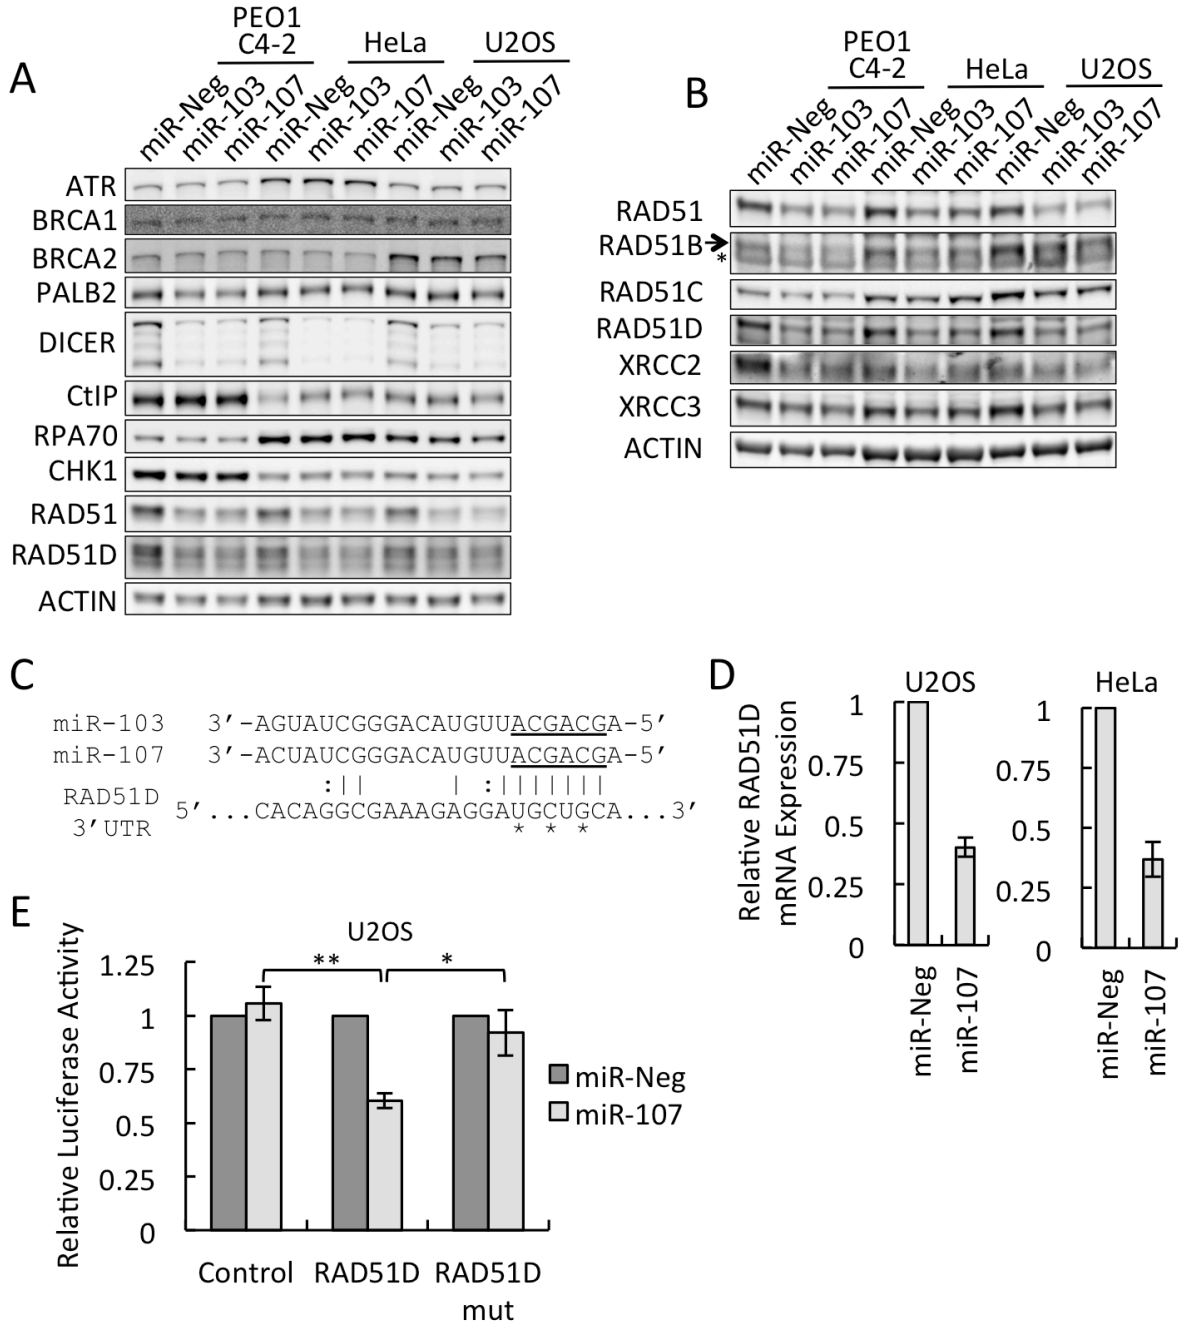 A
PEO1
C4-2
HeLa
U2OS
miR-Neg
miR-103
miR-107
miR-Neg
miR-103
miR-107
miR-Neg
miR-103
miR-107
ATR
BRCA1
BRCA2
PALB2
DICER
CtIP
RPA70
CHK1
RAD51
RAD51D
ACTIN
B
PEO1
C4-2
HeLa
U2OS
miR-Neg
miR-103
miR-107
miR-Neg
miR-103
miR-107
miR-Neg
miR-103
miR-107
RAD51
RAD51B
*
RAD51C
RAD51D
XRCC2
XRCC3
ACTIN
C
miR-103 3′-AGUAUCGGGACAUGUUACGACGA-5′
miR-107 3′-ACUAUCGGGACAUGUUACGACGA-5′
:|| | :|||||||
RAD51D
3′UTR
5′...CACAGGCGAAAGAGGAUGCUGCA...3′
* * *
D
U2OS
Relative RAD51D
mRNA Expression
1
0.75
0.5
0.25
0
miR-Neg
miR-107
HeLa
1
0.75
0.5
0.25
0
miR-Neg
miR-107
E
U2OS
Relative Luciferase Activity
1.25
1
0.75
0.5
0.25
0
** *
miR-Neg
miR-107
Control RAD51D RAD51D
mut